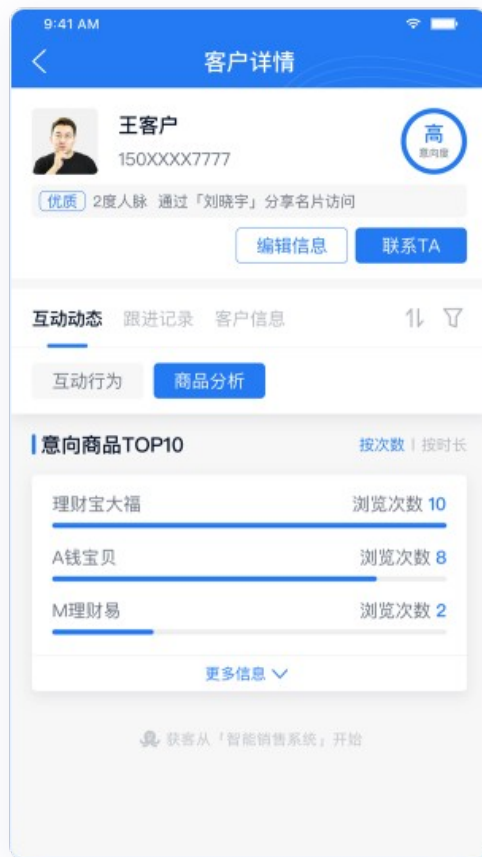 9:41 AM
客户详情
王客户
150XXXX7777
高
意向度
优质 2度人脉 通过「刘晓宇」分享名片访问
编辑信息 联系TA
互动动态 跟进记录 客户信息
互动行为 商品分析
意向商品TOP10 按次数 | 按时长
理财宝大福 浏览次数 10
A钱宝贝 浏览次数 8
M理财易 浏览次数 2
更多信息
获客从「智能销售系统」开始